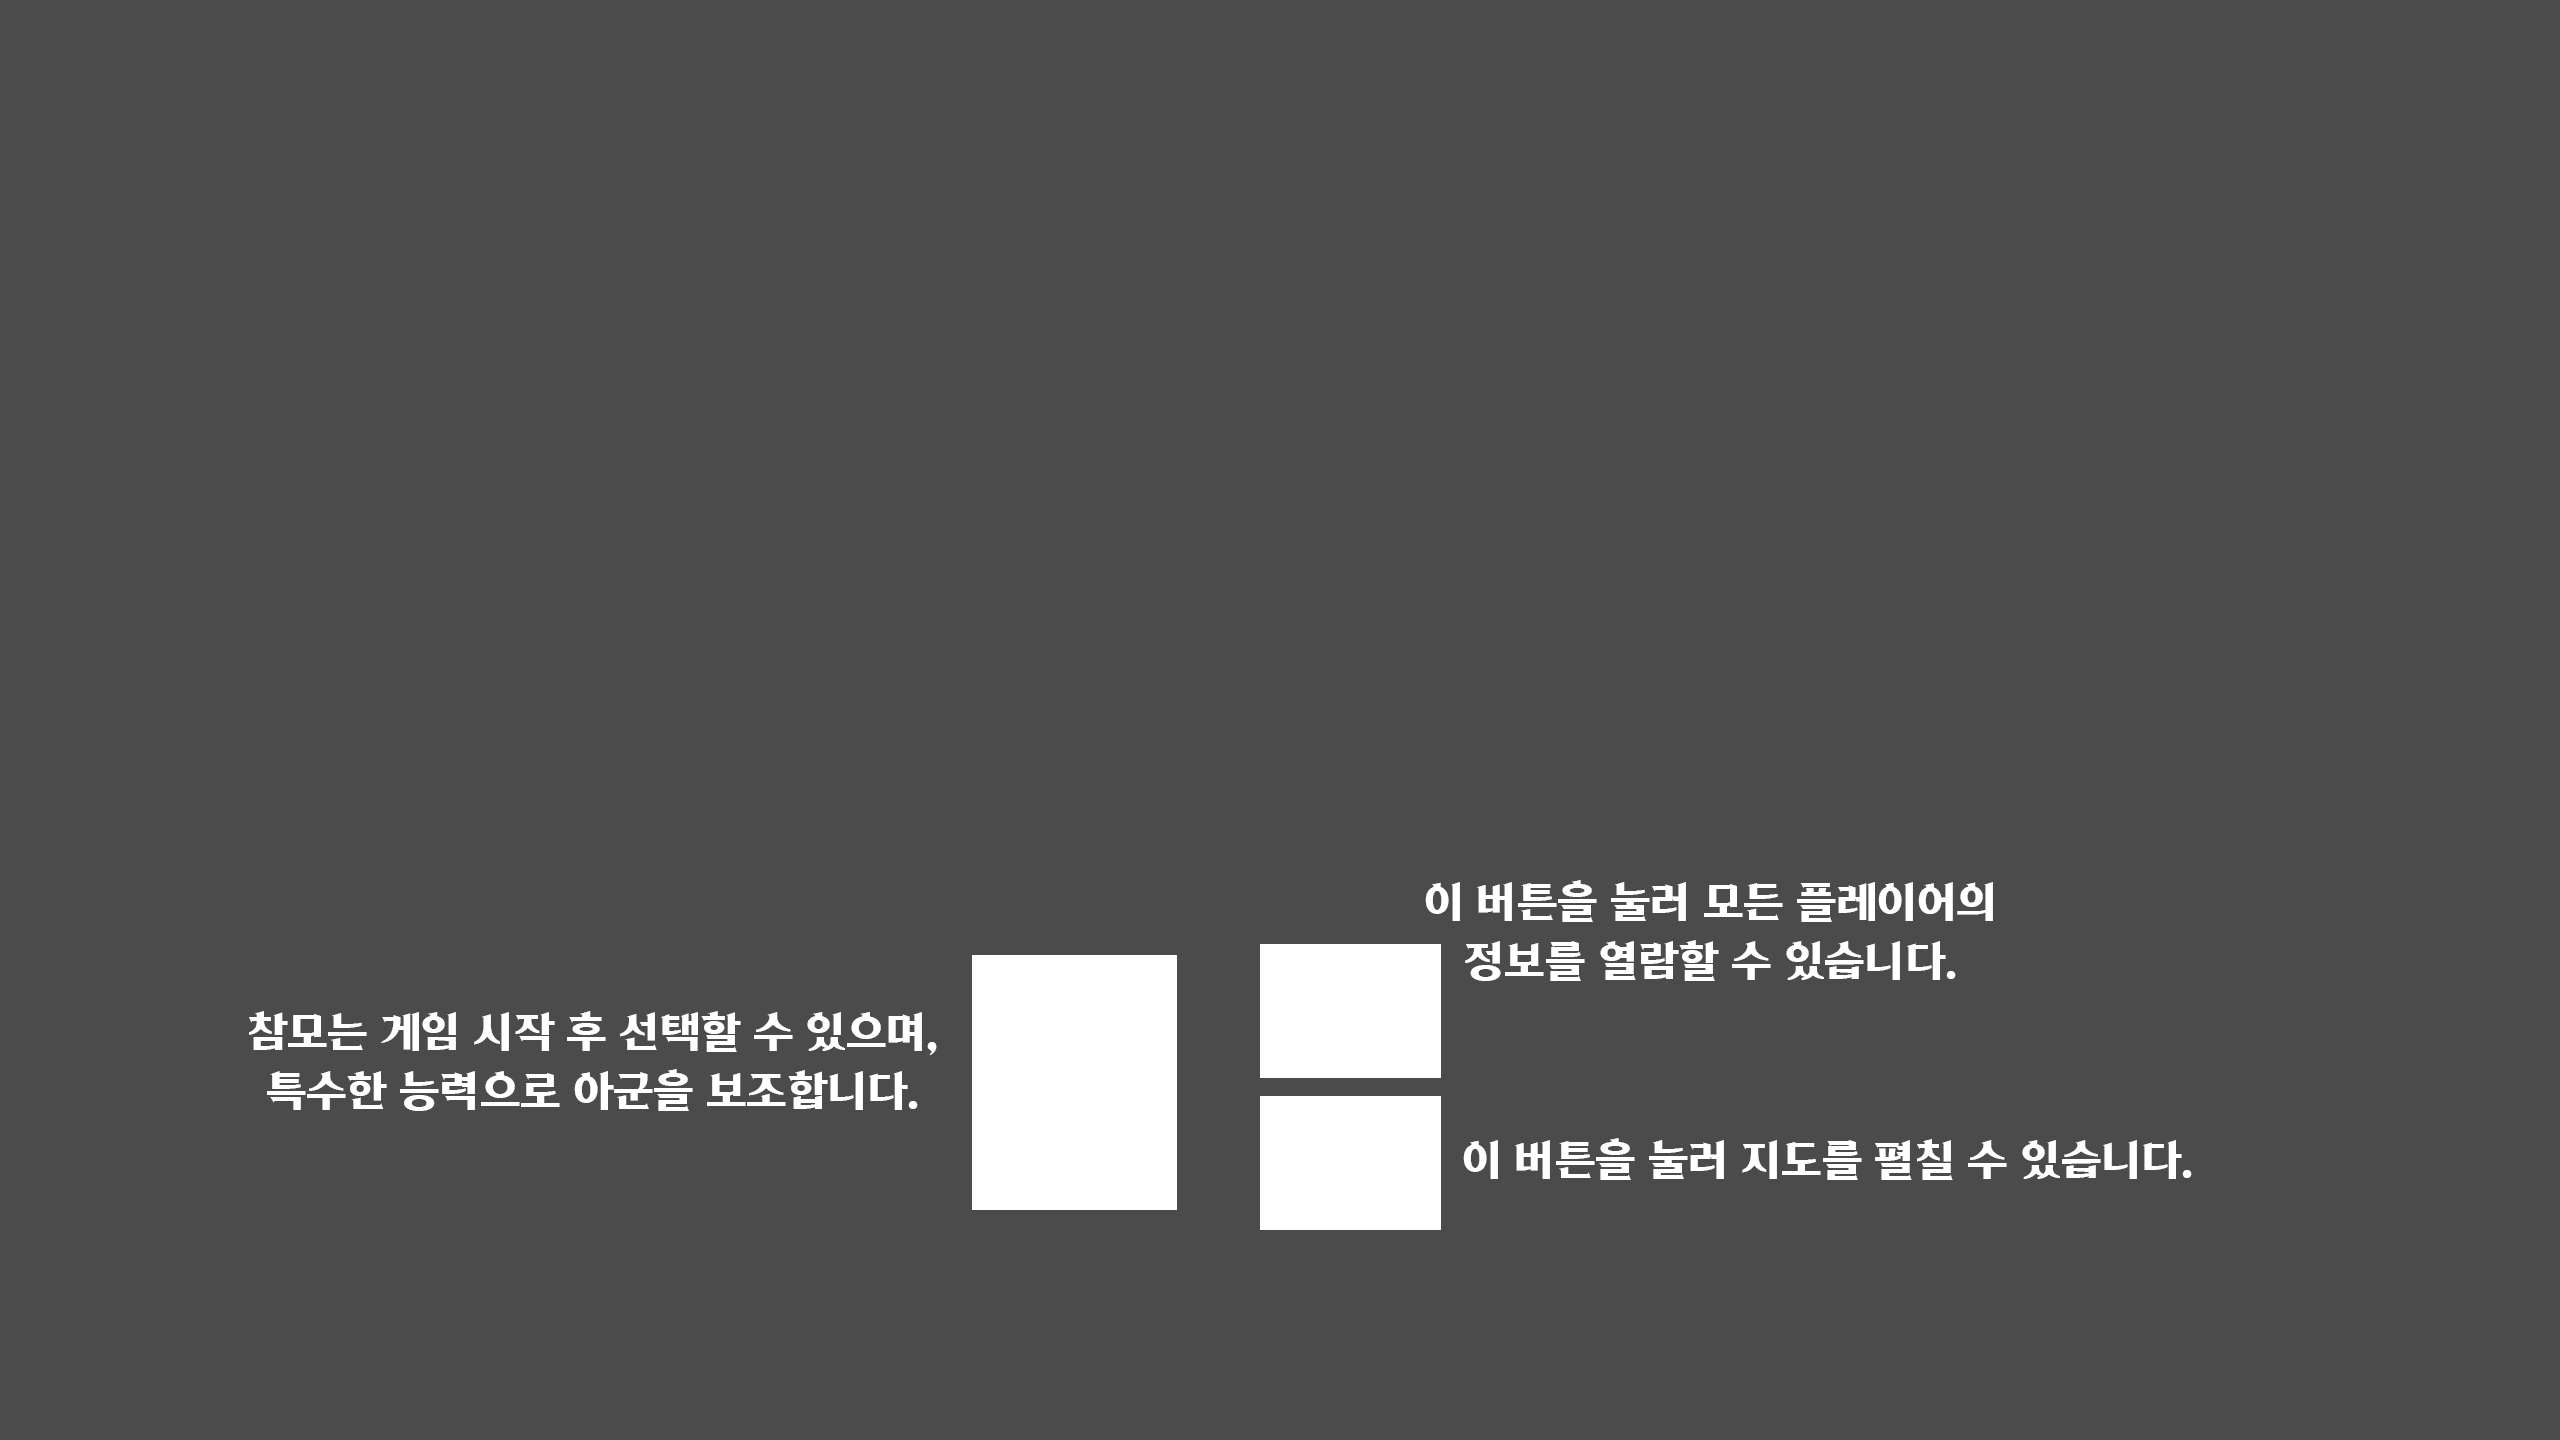 이 버튼을 눌러 모든 플레이어의
정보를 열람할 수 있습니다.
참모는 게임 시작 후 선택할 수 있으며,
특수한 능력으로 아군을 보조합니다.
이 버튼을 눌러 지도를 펼칠 수 있습니다.